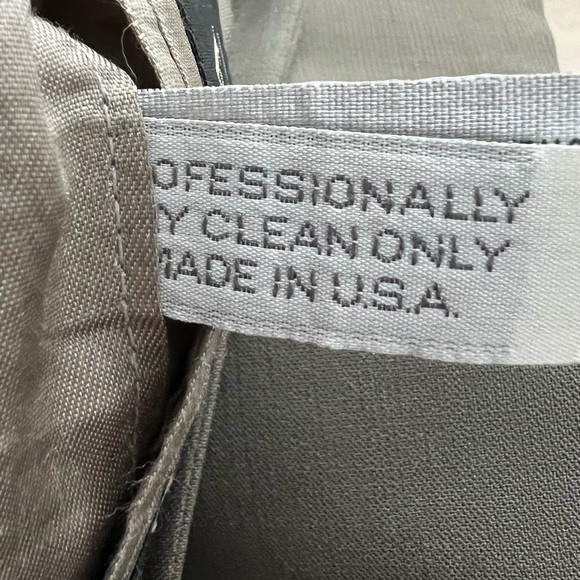 OFESSIONALLY
Y CLEAN ONLY
MADE IN U.S.A.